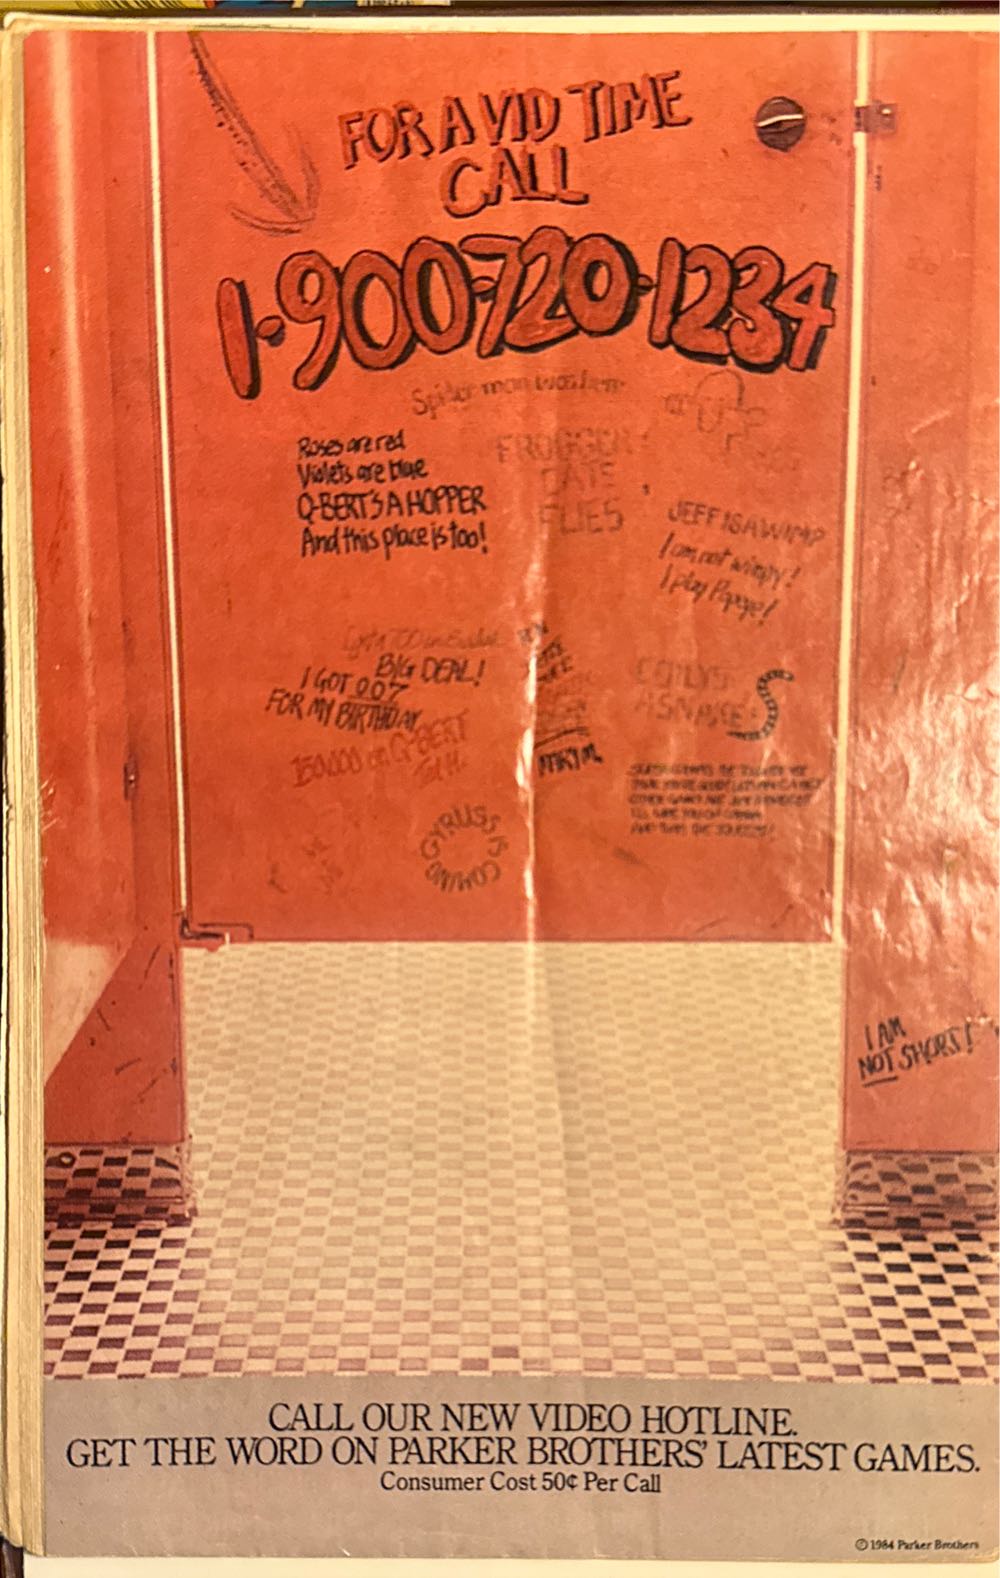 FOR A VID TIME
CALL
1-900-720-1234
Spider-man was here
Roses are red
Violets are blue
Q-BERT'S A HOPPER
And this place is too!
FROGGER
EATS
FLIES
JEFF IS A WIMP
I am not wimpy!
I play Popeye!
BIG DEAL!
I GOT 007
FOR MY BIRTHDAY
150,000 on Q-BERT
Ted H.
IS A SNAKE
CYRUS IS COMING
I AM
NOT SHORT!
CALL OUR NEW VIDEO HOTLINE.
GET THE WORD ON PARKER BROTHERS' LATEST GAMES.
Consumer Cost 50¢ Per Call
© 1984 Parker Brothers